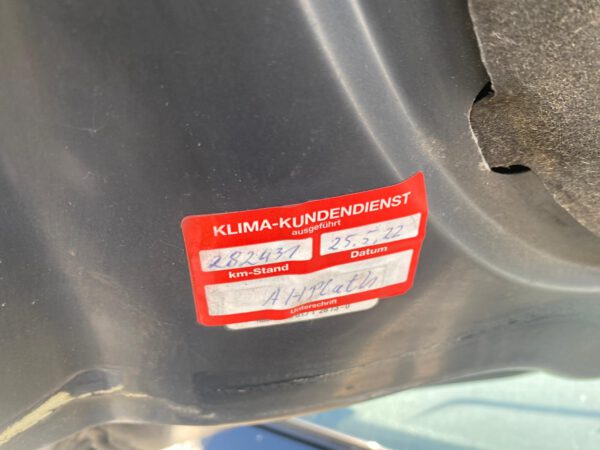 KLIMA-KUNDENDIENST
ausgeführt
282431 25.5.22
km-Stand Datum
AHPlath
Unterschrift